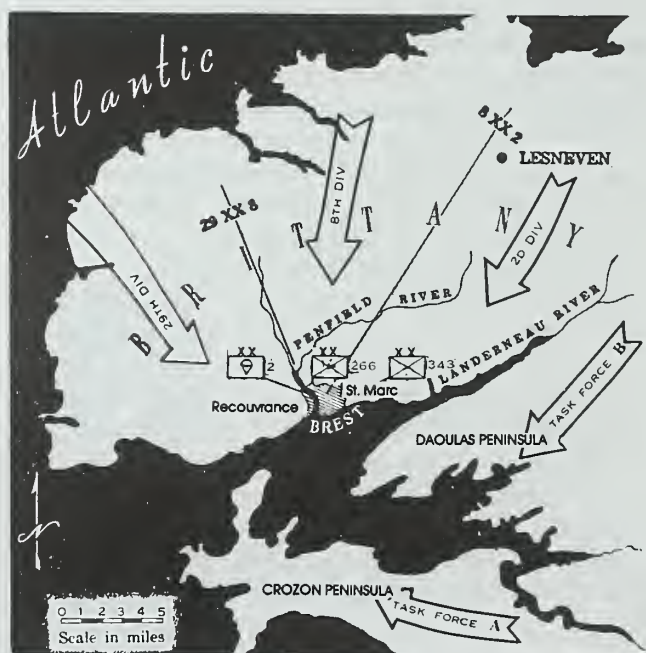 Atlantic
8 XX 2
LESNEVEN
8TH DIV
29 XX 8
2D DIV
29TH DIV
BRITTANY
PENFIELD RIVER
LANDERNEAU RIVER
XX
2
XX
266
XX
343
St. Marc
Recouvrance
BREST
TASK FORCE B
DAOULAS PENINSULA
N
CROZON PENINSULA
TASK FORCE A
0 1 2 3 4 5
Scale in miles